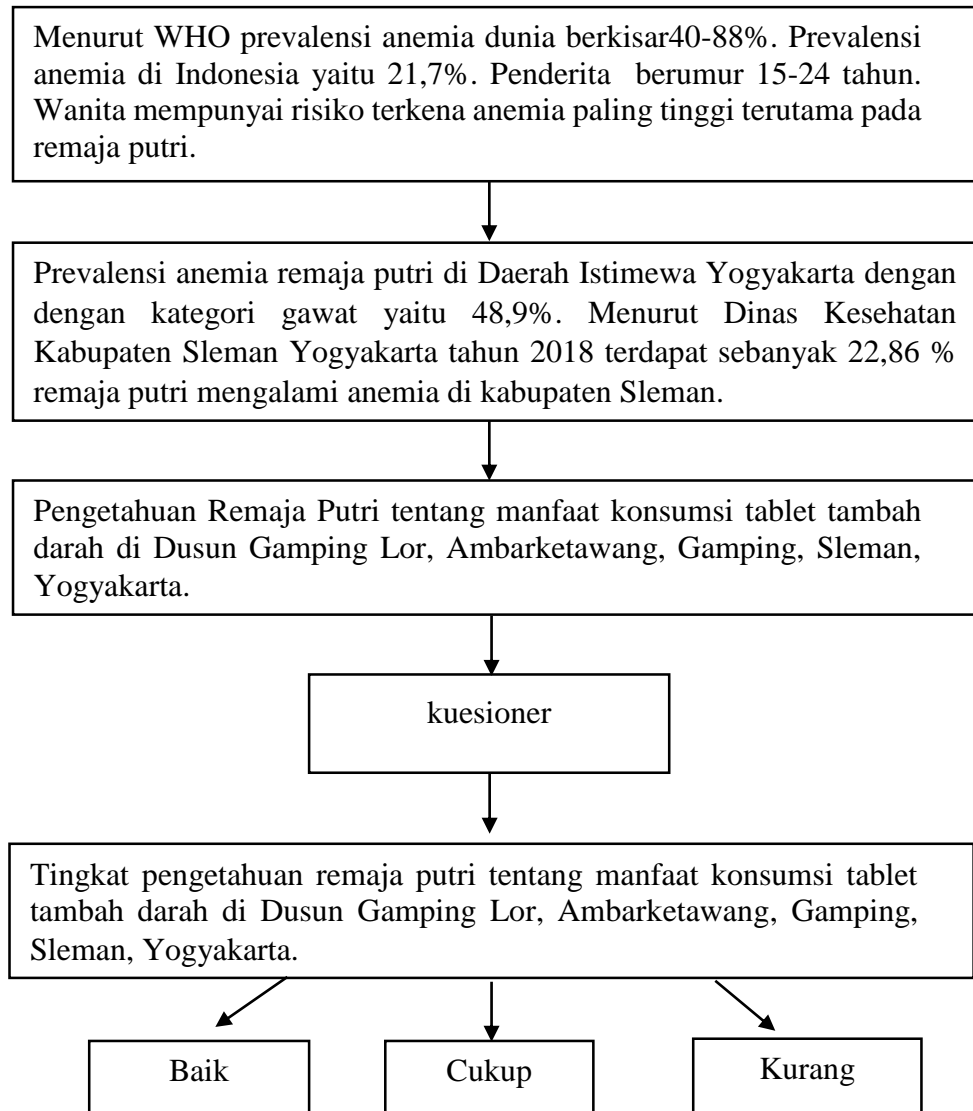 Menurut WHO prevalensi anemia dunia berkisar40-88%. Prevalensi
anemia di Indonesia yaitu 21,7%. Penderita berumur 15-24 tahun.
Wanita mempunyai risiko terkena anemia paling tinggi terutama pada
remaja putri.
Prevalensi anemia remaja putri di Daerah Istimewa Yogyakarta dengan
dengan kategori gawat yaitu 48,9%. Menurut Dinas Kesehatan
Kabupaten Sleman Yogyakarta tahun 2018 terdapat sebanyak 22,86 %
remaja putri mengalami anemia di kabupaten Sleman.
Pengetahuan Remaja Putri tentang manfaat konsumsi tablet tambah
darah di Dusun Gamping Lor, Ambarketawang, Gamping, Sleman,
Yogyakarta.
kuesioner
Tingkat pengetahuan remaja putri tentang manfaat konsumsi tablet
tambah darah di Dusun Gamping Lor, Ambarketawang, Gamping,
Sleman, Yogyakarta.
Baik
Cukup
Kurang